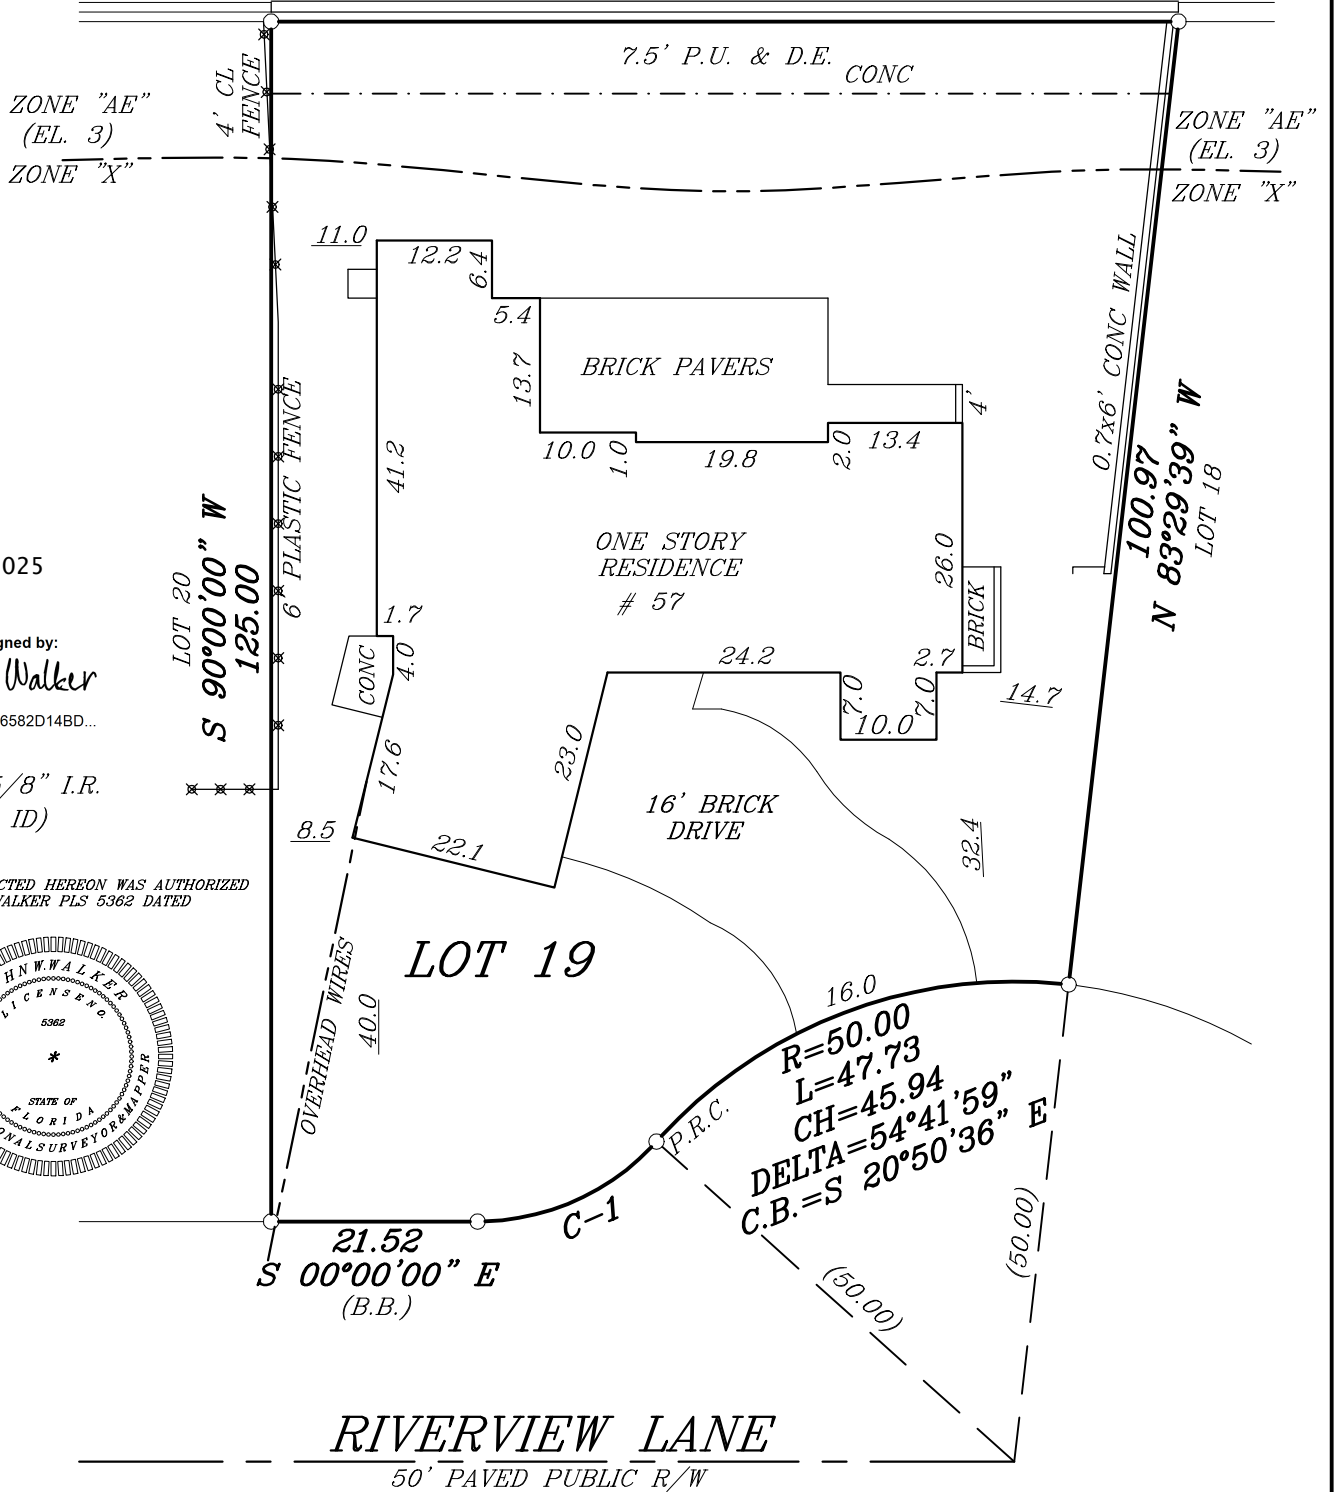 7.5' P.U. & D.E.
CONC
4' CL
FENCE
ZONE "AE"
(EL. 3)
ZONE "X"
ZONE "AE"
(EL. 3)
ZONE "X"
11.0
12.2
6.4
5.4
13.7
BRICK PAVERS
4'
10.0
1.0
19.8
2.0
13.4
0.7x6' CONC WALL
100.97
N 83°29'39" W
LOT 18
41.2
6 PLASTIC FENCE
LOT 20
S 90°00'00" W
125.00
ONE STORY
RESIDENCE
# 57
26.0
BRICK
025
gned by:
Walker
6582D14BD...
1.7
4.0
CONC
24.2
2.7
7.0
7.0
10.0
14.7
17.6
23.0
5/8" I.R.
ID)
8.5
22.1
16' BRICK
DRIVE
32.4
CTED HEREON WAS AUTHORIZED
WALKER PLS 5362 DATED
HN W. WALKER
LICENSE NO.
5362
*
STATE OF
FLORIDA
ONAL SURVEYOR & MAPPER
LOT 19
OVERHEAD WIRES
40.0
16.0
R=50.00
L=47.73
CH=45.94
DELTA=54°41'59"
C.B.=S 20°50'36" E
P.R.C.
C-1
21.52
S 00°00'00" E
(B.B.)
(50.00)
(50.00)
RIVERVIEW LANE
50' PAVED PUBLIC R/W